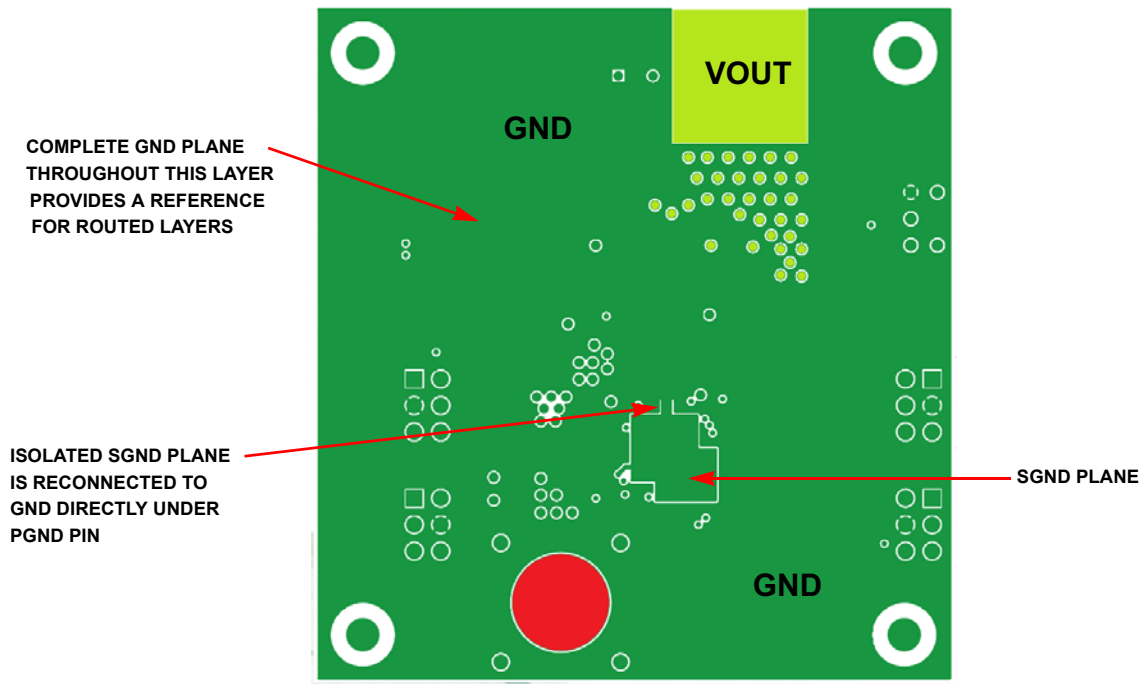 VOUT
GND
COMPLETE GND PLANE
THROUGHOUT THIS LAYER
PROVIDES A REFERENCE
FOR ROUTED LAYERS
ISOLATED SGND PLANE
IS RECONNECTED TO
GND DIRECTLY UNDER
PGND PIN
SGND PLANE
GND